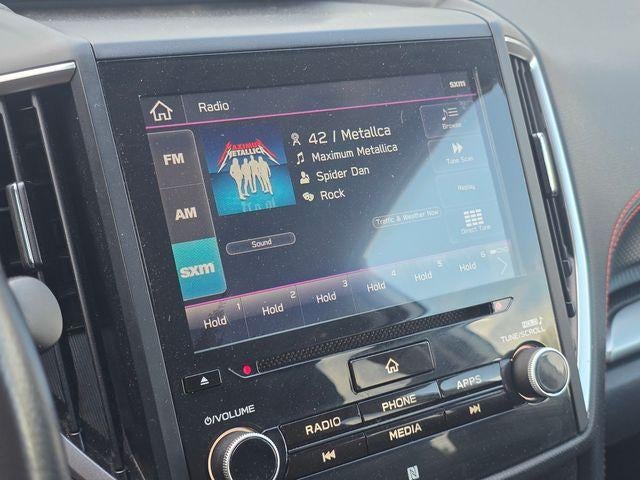 Radio
sxm
FM
AM
sxm
MAXIMUM
METALLICA
42 / Metallca
Maximum Metallica
Spider Dan
Rock
Browse
Tune Scan
Replay
Direct Tune
Traffic & Weather Now
Sound
Hold 1
Hold 2
Hold 3
Hold 4
Hold 5
Hold 6
TUNE/SCROLL
VOLUME
RADIO
PHONE
APPS
MEDIA